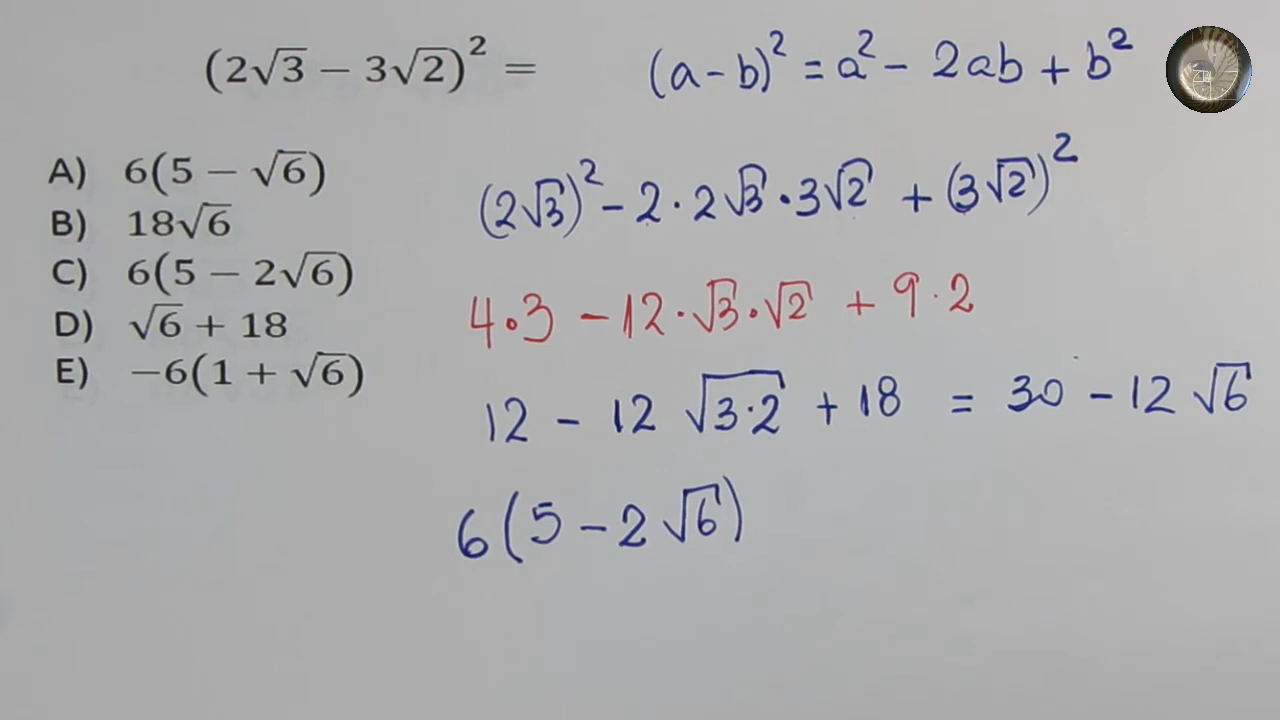 (2√3 − 3√2)² =
(a − b)² = a² − 2ab + b²
A) 6(5 − √6)
B) 18√6
C) 6(5 − 2√6)
D) √6 + 18
E) −6(1 + √6)
(2√3)² − 2 · 2√3 · 3√2 + (3√2)²
4 · 3 − 12 · √3 · √2 + 9 · 2
12 − 12 √(3·2) + 18 = 30 − 12 √6
6(5 − 2√6)